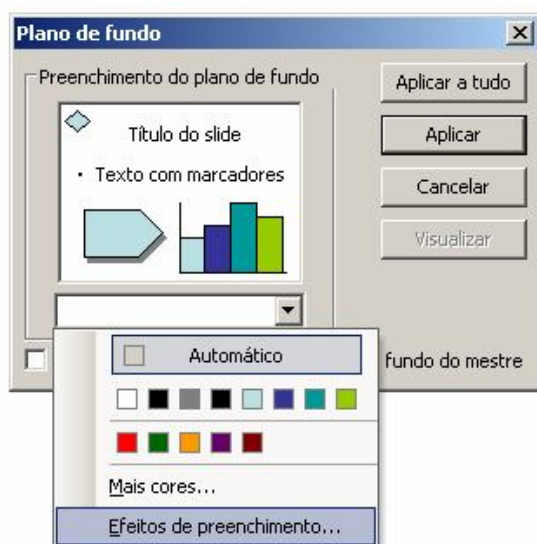 Plano de fundo
Preenchimento do plano de fundo
Título do slide
• Texto com marcadores
Aplicar a tudo
Aplicar
Cancelar
Visualizar
fundo do mestre
Automático
Mais cores...
Efeitos de preenchimento...